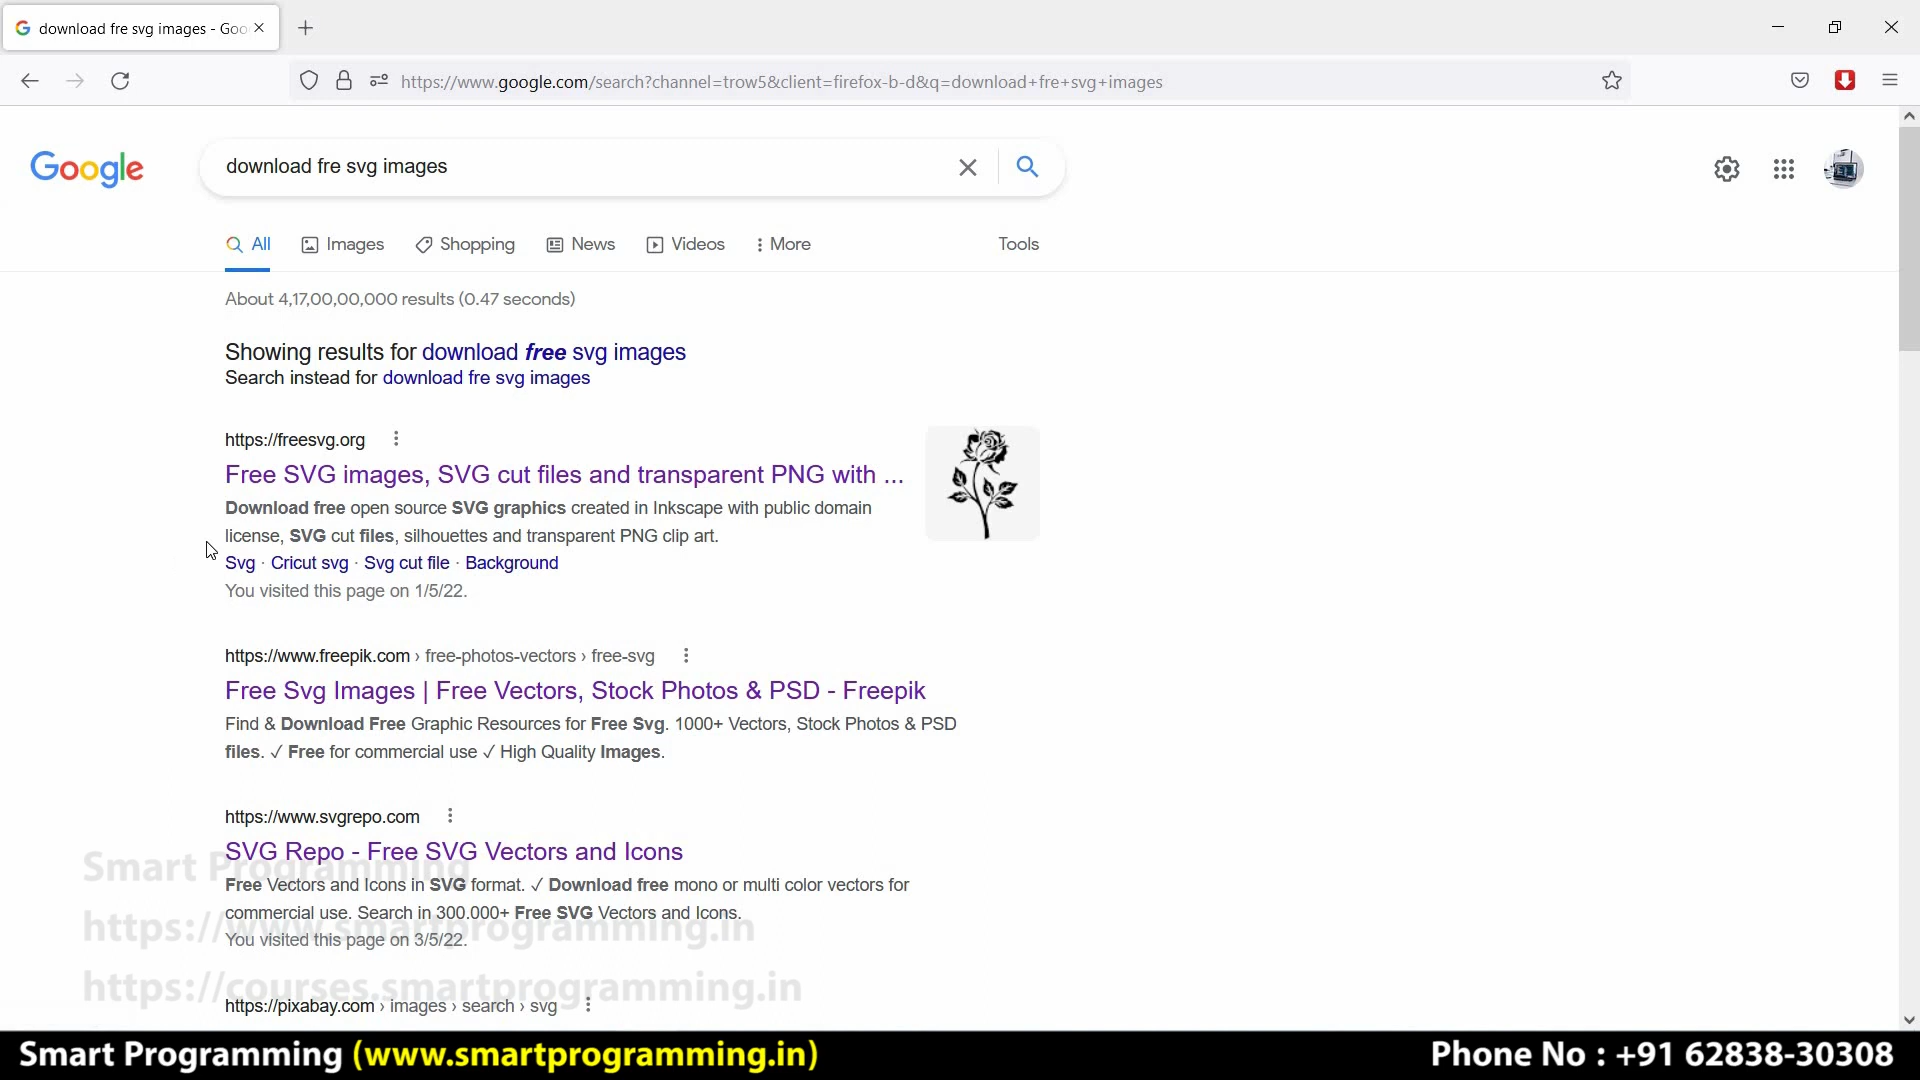 download fre svg images - Goo
https://www.google.com/search?channel=trow5&client=firefox-b-d&q=download+fre+svg+images
Google
download fre svg images
All
Images
Shopping
News
Videos
More
Tools
About 4,17,00,00,000 results (0.47 seconds)
Showing results for download free svg images
Search instead for download fre svg images
https://freesvg.org
Free SVG images, SVG cut files and transparent PNG with ...
Download free open source SVG graphics created in Inkscape with public domain
license, SVG cut files, silhouettes and transparent PNG clip art.
Svg · Cricut svg · Svg cut file · Background
You visited this page on 1/5/22.
https://www.freepik.com › free-photos-vectors › free-svg
Free Svg Images | Free Vectors, Stock Photos & PSD - Freepik
Find & Download Free Graphic Resources for Free Svg. 1000+ Vectors, Stock Photos & PSD
files. ✓ Free for commercial use ✓ High Quality Images.
https://www.svgrepo.com
SVG Repo - Free SVG Vectors and Icons
Smart Programming
Free Vectors and Icons in SVG format. ✓ Download free mono or multi color vectors for
commercial use. Search in 300.000+ Free SVG Vectors and Icons.
https://www.smartprogramming.in
You visited this page on 3/5/22.
https://courses.smartprogramming.in
https://pixabay.com › images › search › svg
Smart Programming (www.smartprogramming.in)
Phone No : +91 62838-30308